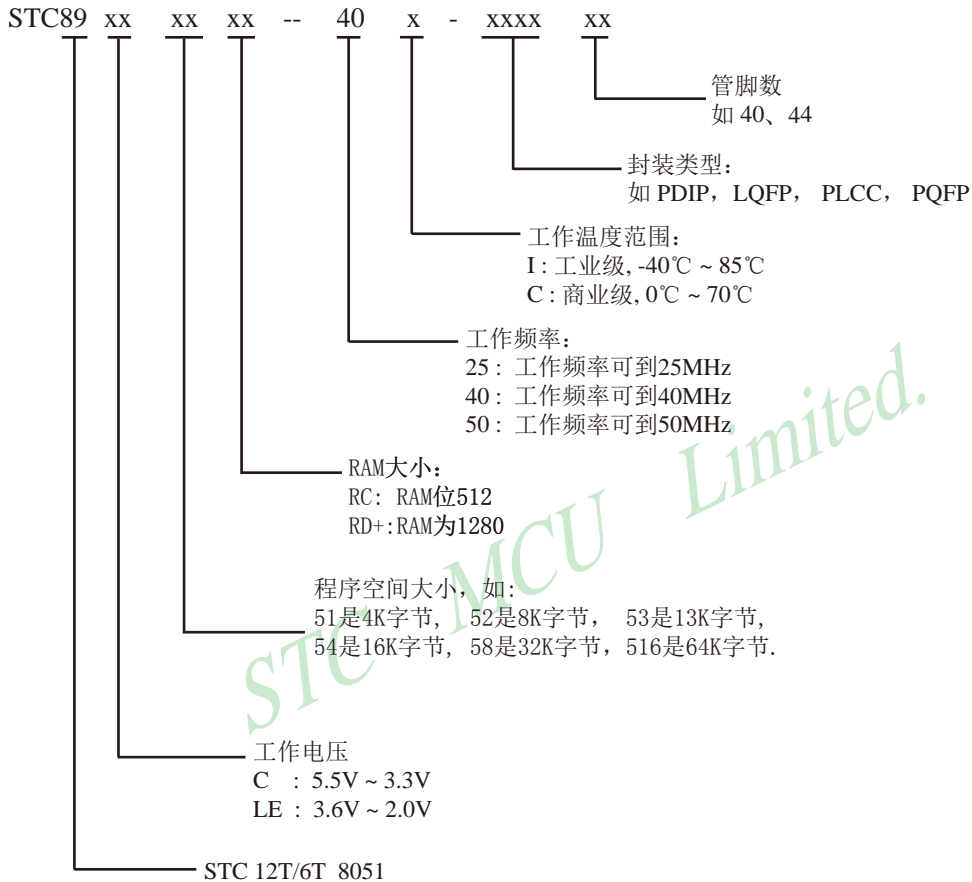 STC89 xx xx xx -- 40 x - xxxx xx
管脚数
如 40、44
封装类型：
如 PDIP，LQFP， PLCC， PQFP
工作温度范围：
I : 工业级, -40℃ ~ 85℃
C : 商业级, 0℃ ~ 70℃
工作频率：
25 : 工作频率可到25MHz
40 : 工作频率可到40MHz
50 : 工作频率可到50MHz
RAM大小：
RC: RAM位512
RD+:RAM为1280
程序空间大小，如:
51是4K字节, 52是8K字节， 53是13K字节,
54是16K字节, 58是32K字节，516是64K字节.
工作电压
C : 5.5V ~ 3.3V
LE : 3.6V ~ 2.0V
STC 12T/6T 8051
STC MCU Limited.